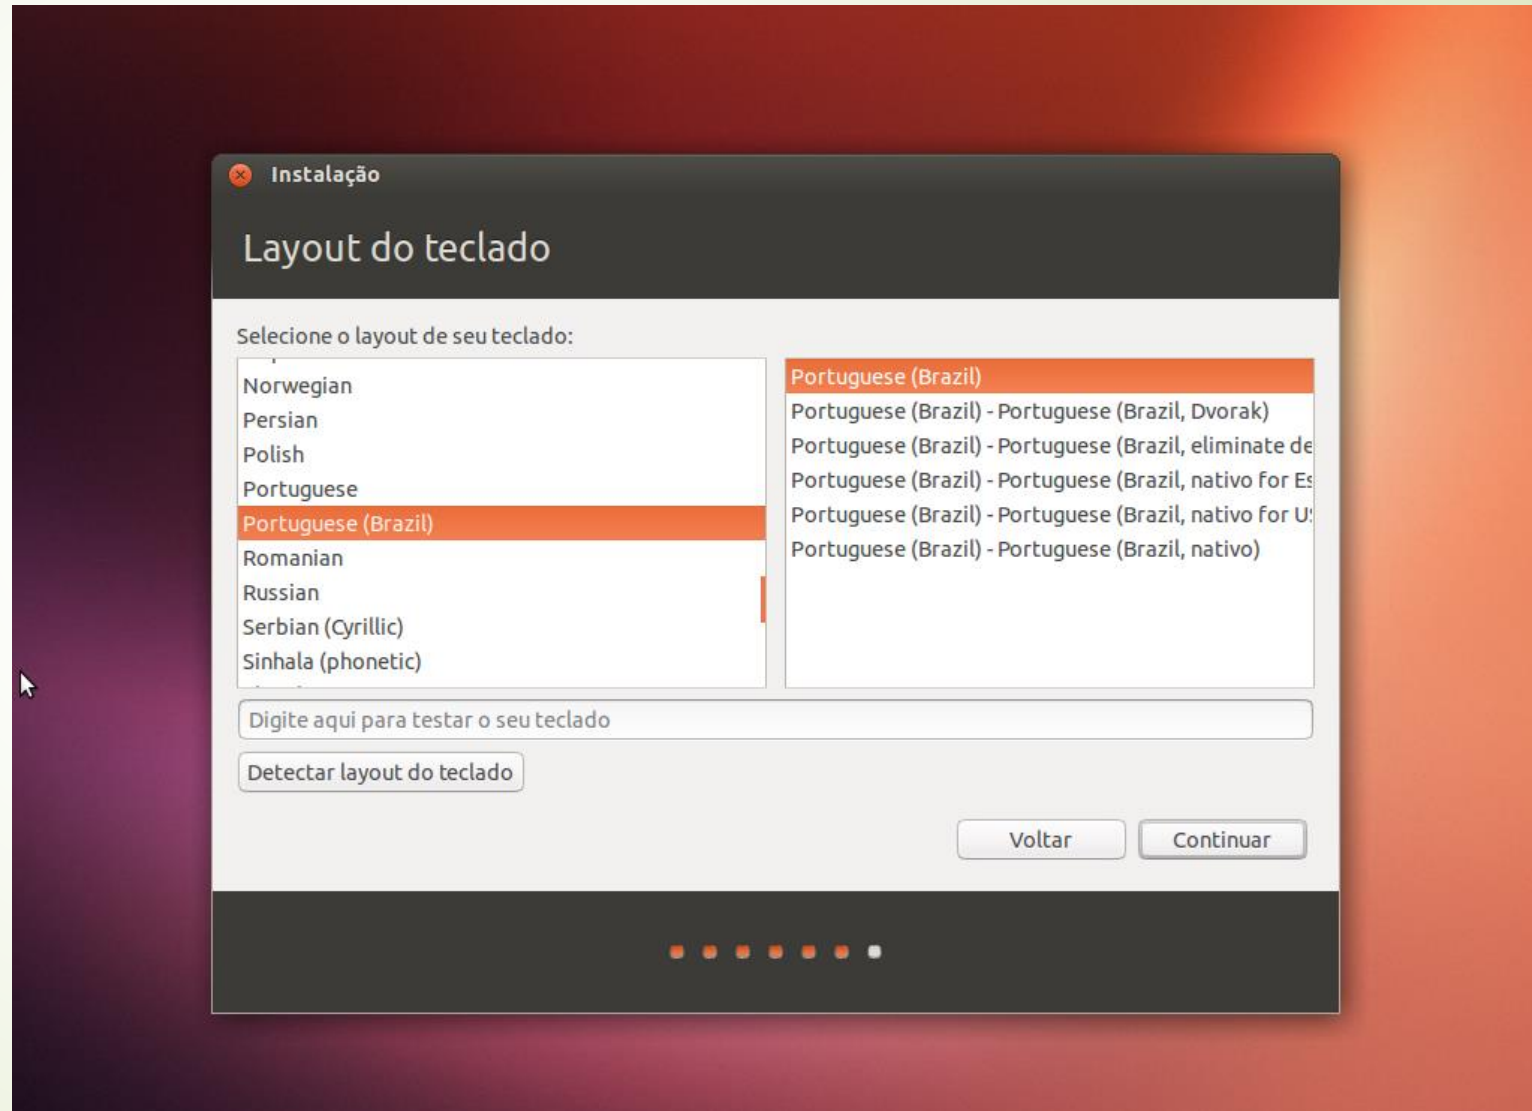 Instalação
Layout do teclado
Selecione o layout de seu teclado:
Norwegian
Persian
Polish
Portuguese
Portuguese (Brazil)
Romanian
Russian
Serbian (Cyrillic)
Sinhala (phonetic)
Portuguese (Brazil)
Portuguese (Brazil) - Portuguese (Brazil, Dvorak)
Portuguese (Brazil) - Portuguese (Brazil, eliminate de
Portuguese (Brazil) - Portuguese (Brazil, nativo for Es
Portuguese (Brazil) - Portuguese (Brazil, nativo for US
Portuguese (Brazil) - Portuguese (Brazil, nativo)
Digite aqui para testar o seu teclado
Detectar layout do teclado
Voltar
Continuar